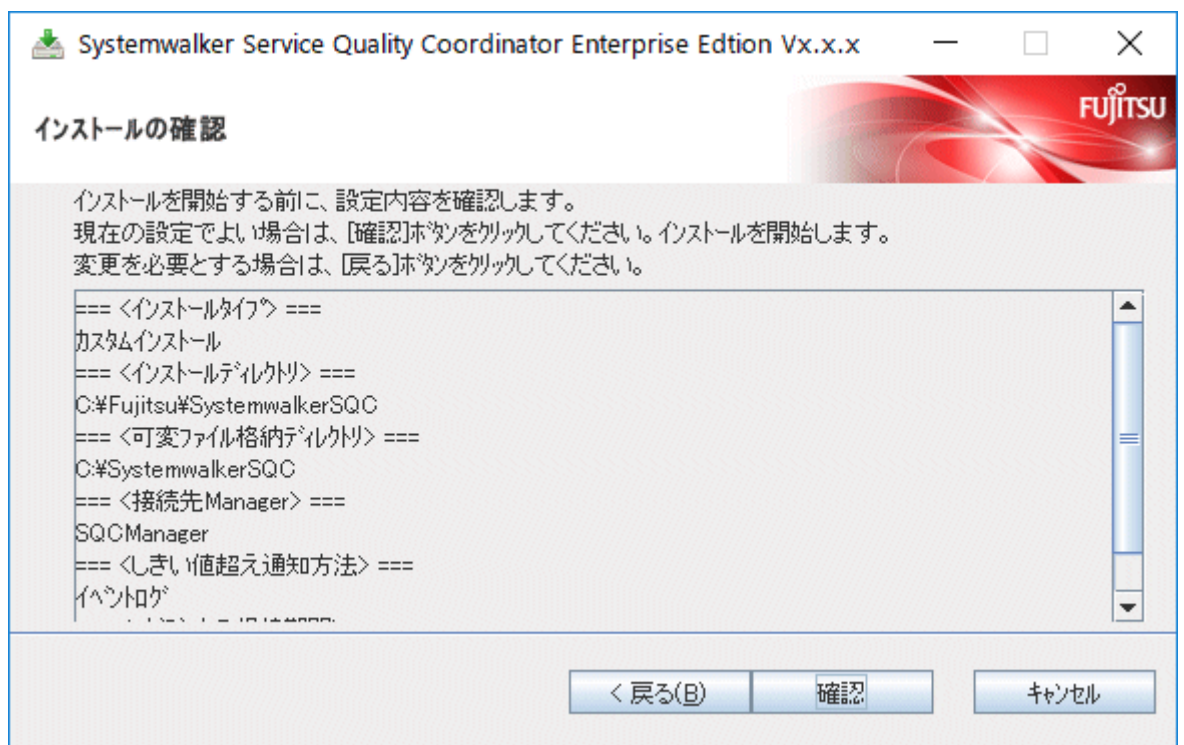 Systemwalker Service Quality Coordinator Enterprise Edtion Vx.x.x
FUJITSU
インストールの確認
インストールを開始する前に、設定内容を確認します。
現在の設定でよい場合は、[確認]ボタンをクリックしてください。インストールを開始します。
変更を必要とする場合は、[戻る]ボタンをクリックしてください。
=== <インストールタイプ> ===
カスタムインストール
=== <インストールディレクトリ> ===
C:¥Fujitsu¥SystemwalkerSQC
=== <可変ファイル格納ディレクトリ> ===
C:¥SystemwalkerSQC
=== <接続先Manager> ===
SQCManager
=== <しきい値超え通知方法> ===
イベントログ
< 戻る(B)
確認
キャンセル